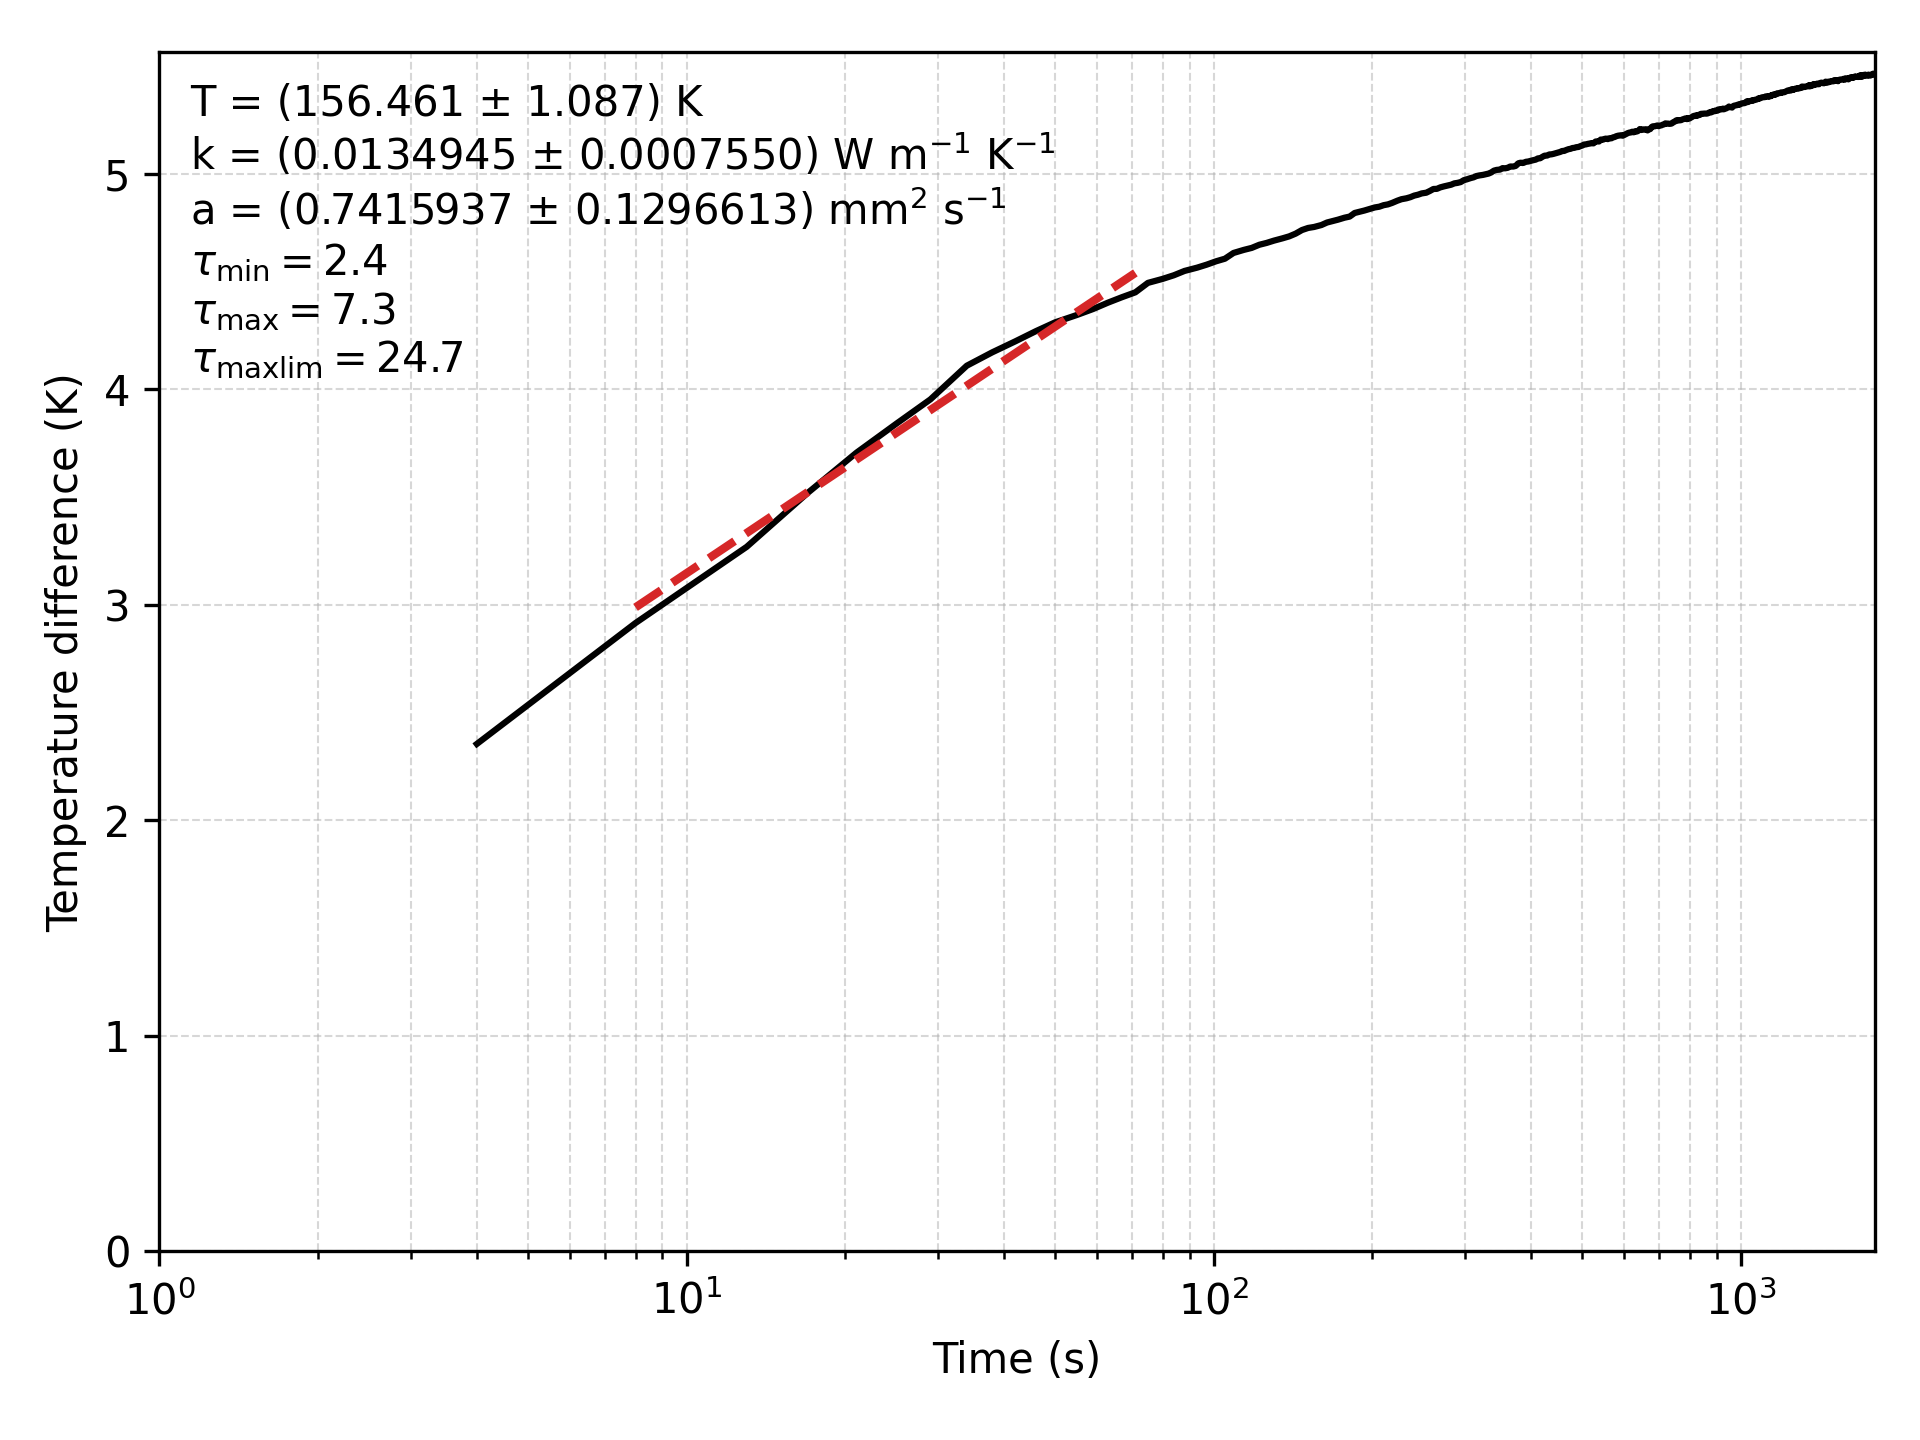 T = (156.461 ± 1.087) K
k = (0.0134945 ± 0.0007550) W m⁻¹ K⁻¹
a = (0.7415937 ± 0.1296613) mm² s⁻¹
τmin = 2.4
τmax = 7.3
τmaxlim = 24.7
Temperature difference (K)
5
4
3
2
1
0
10⁰ 10¹ 10² 10³
Time (s)